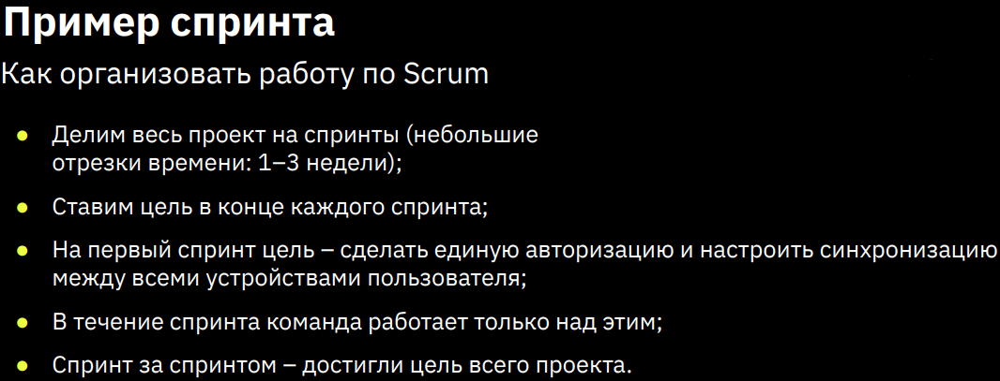 Пример спринта
Как организовать работу по Scrum
● Делим весь проект на спринты (небольшие
отрезки времени: 1–3 недели);
● Ставим цель в конце каждого спринта;
● На первый спринт цель – сделать единую авторизацию и настроить синхронизацию
между всеми устройствами пользователя;
● В течение спринта команда работает только над этим;
● Спринт за спринтом – достигли цель всего проекта.